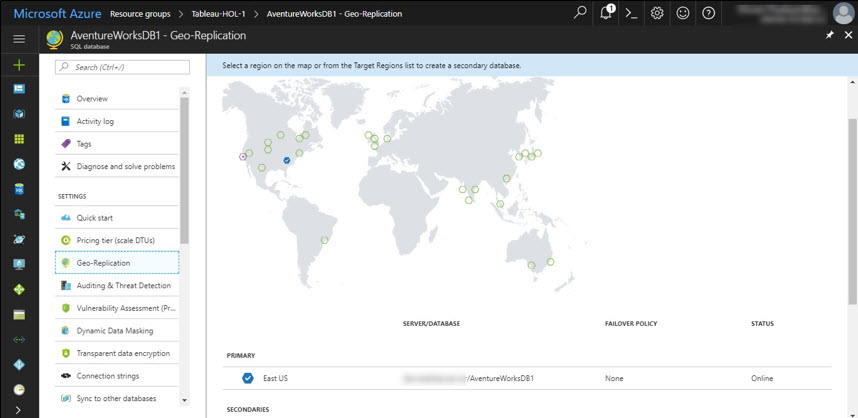 Microsoft Azure Resource groups > Tableau-HOL-1 > AventureWorksDB1 - Geo-Replication
1
AventureWorksDB1 - Geo-Replication
SQL database
Search (Ctrl+/)
Overview
Activity log
Tags
Diagnose and solve problems
SETTINGS
Quick start
Pricing tier (scale DTUs)
Geo-Replication
Auditing & Threat Detection
Vulnerability Assessment (Pr...
Dynamic Data Masking
Transparent data encryption
Connection strings
Sync to other databases
Select a region on the map or from the Target Regions list to create a secondary database.
SERVER/DATABASE FAILOVER POLICY STATUS
PRIMARY
East US /AventureWorksDB1 None Online
SECONDARIES